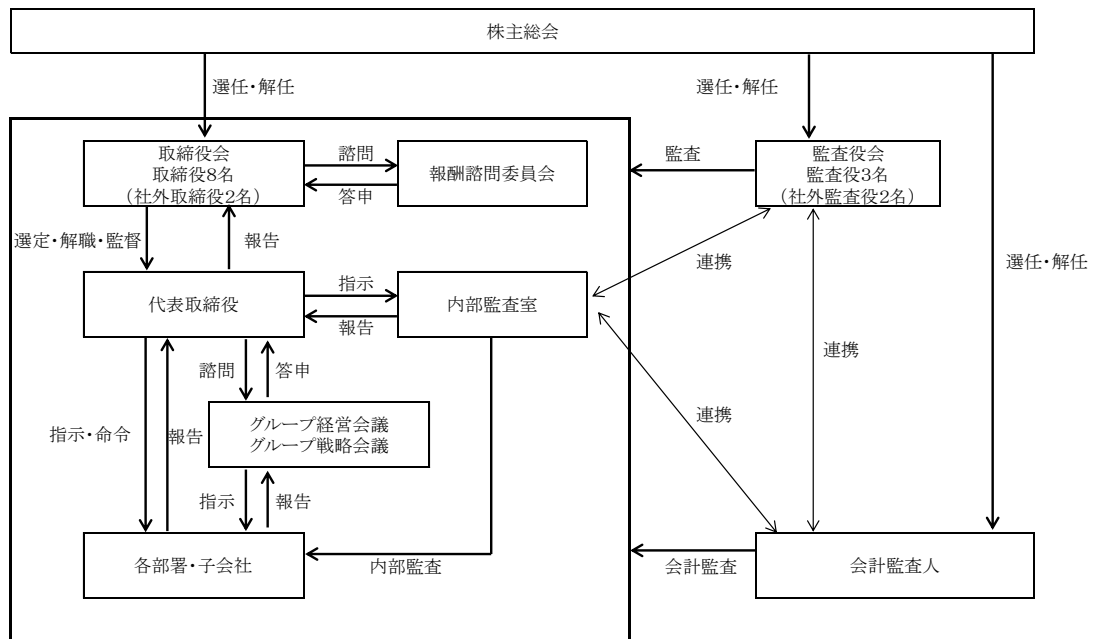 株主総会
選任・解任
選任・解任
取締役会
取締役8名
（社外取締役2名）
諮問
答申
報酬諮問委員会
監査
監査役会
監査役3名
（社外監査役2名）
選定・解職・監督
報告
連携
選任・解任
代表取締役
指示
報告
内部監査室
連携
諮問
答申
グループ経営会議
グループ戦略会議
連携
指示・命令
報告
指示
報告
各部署・子会社
内部監査
会計監査
会計監査人